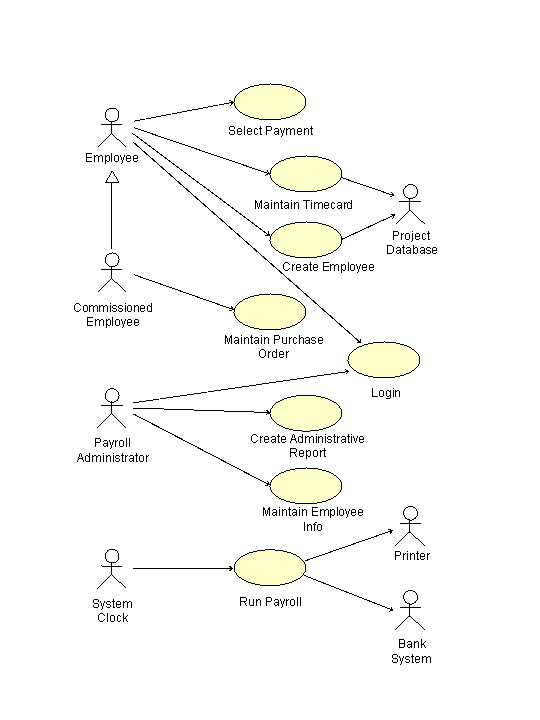 Select Payment
Employee
Maintain Timecard
Project
Database
Create Employee
Commissioned
Employee
Maintain Purchase
Order
Login
Payroll
Administrator
Create Administrative
Report
Maintain Employee
Info
Printer
System
Clock
Run Payroll
Bank
System